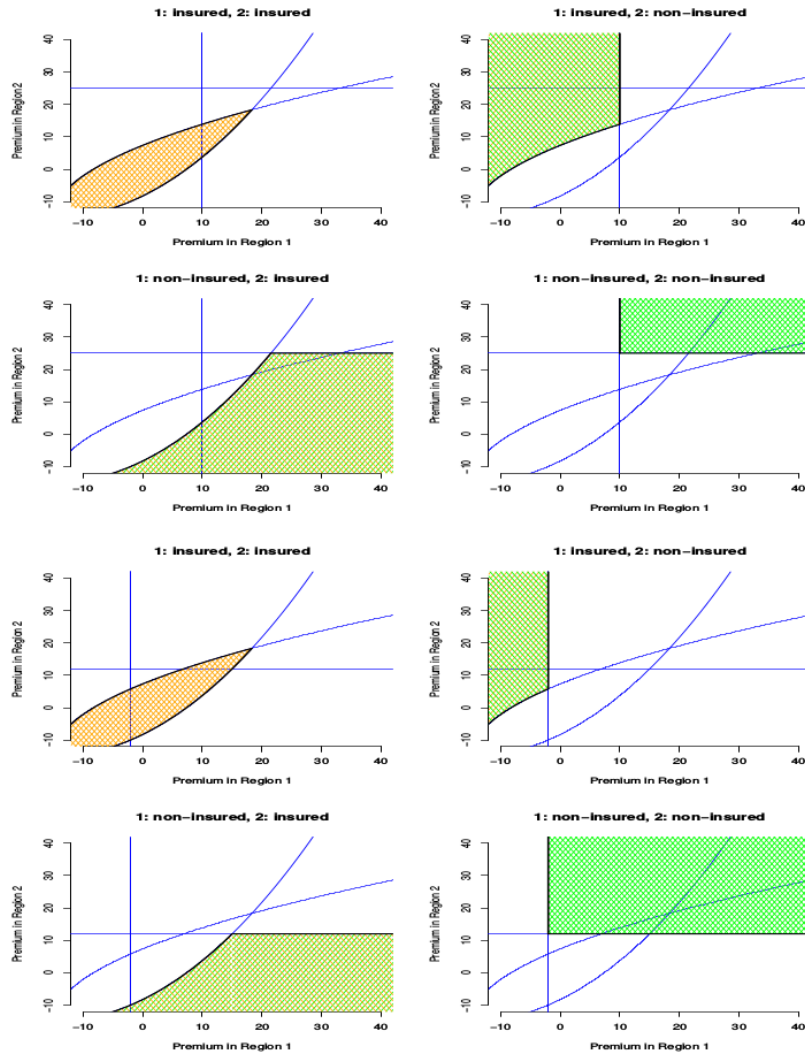 1: insured, 2: insured
Premium in Region 2
40
30
20
10
0
−10
−10 0 10 20 30 40
Premium in Region 1
1: insured, 2: non−insured
Premium in Region 2
40
30
20
10
0
−10
−10 0 10 20 30 40
Premium in Region 1
1: non−insured, 2: insured
Premium in Region 2
40
30
20
10
0
−10
−10 0 10 20 30 40
Premium in Region 1
1: non−insured, 2: non−insured
Premium in Region 2
40
30
20
10
0
−10
−10 0 10 20 30 40
Premium in Region 1
1: insured, 2: insured
Premium in Region 2
40
30
20
10
0
−10
−10 0 10 20 30 40
Premium in Region 1
1: insured, 2: non−insured
Premium in Region 2
40
30
20
10
0
−10
−10 0 10 20 30 40
Premium in Region 1
1: non−insured, 2: insured
Premium in Region 2
40
30
20
10
0
−10
−10 0 10 20 30 40
Premium in Region 1
1: non−insured, 2: non−insured
Premium in Region 2
40
30
20
10
0
−10
−10 0 10 20 30 40
Premium in Region 1